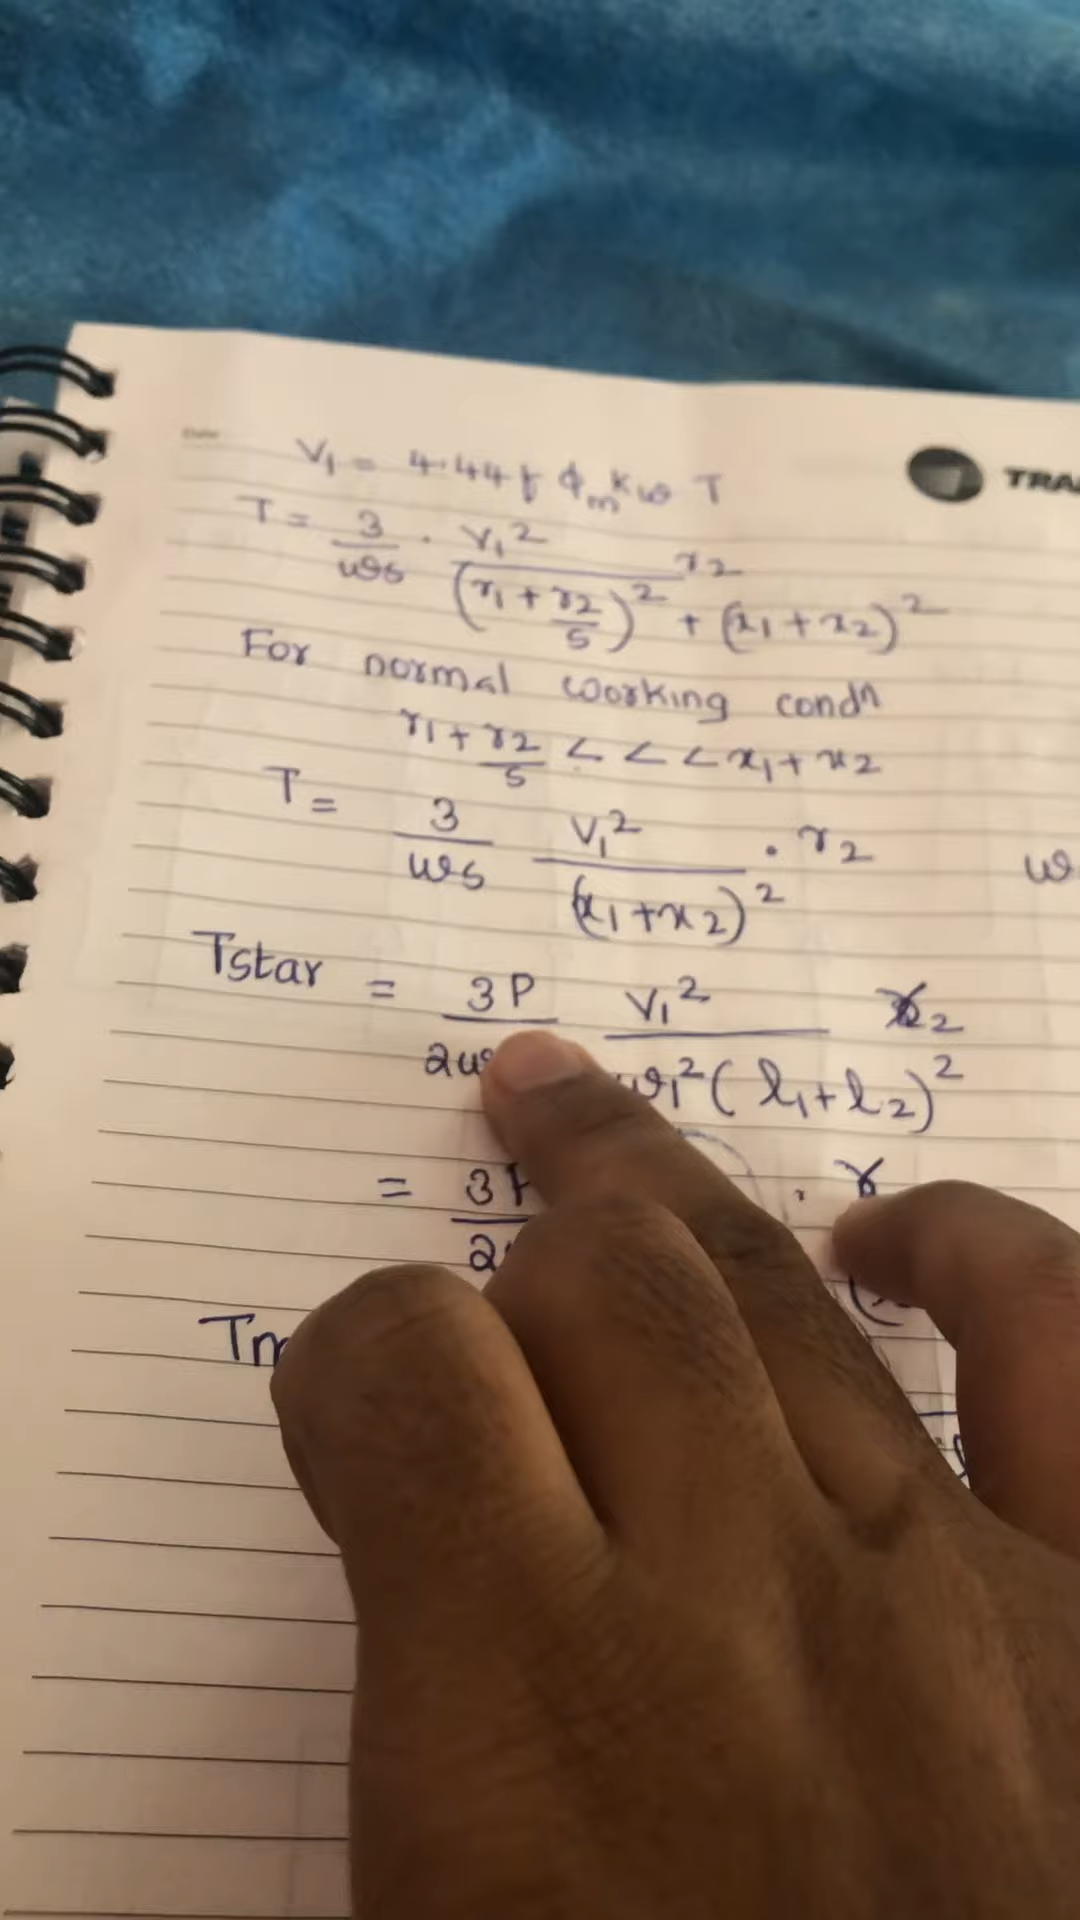 Date
TRA
V₁ = 4.44 f ϕm kw T
T = 3/ωs · V₁²/((r₁ + r₂/s)² + (x₁ + x₂)²) r₂
For normal working condn
r₁ + r₂/s < < < x₁ + x₂
T = 3/ωs V₁²/(x₁ + x₂)² · r₂
ω
Tstar = 3P/2ω V₁²/ω₁²(l₁ + l₂)² r₂
= 3P/2 · r
Tm